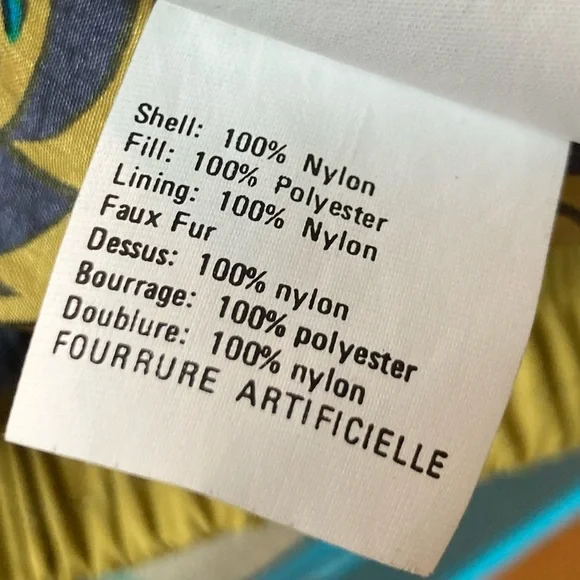 Shell: 100% Nylon
Fill: 100% Polyester
Lining: 100% Nylon
Faux Fur
Dessus: 100% nylon
Bourrage: 100% polyester
Doublure: 100% nylon
FOURRURE ARTIFICIELLE